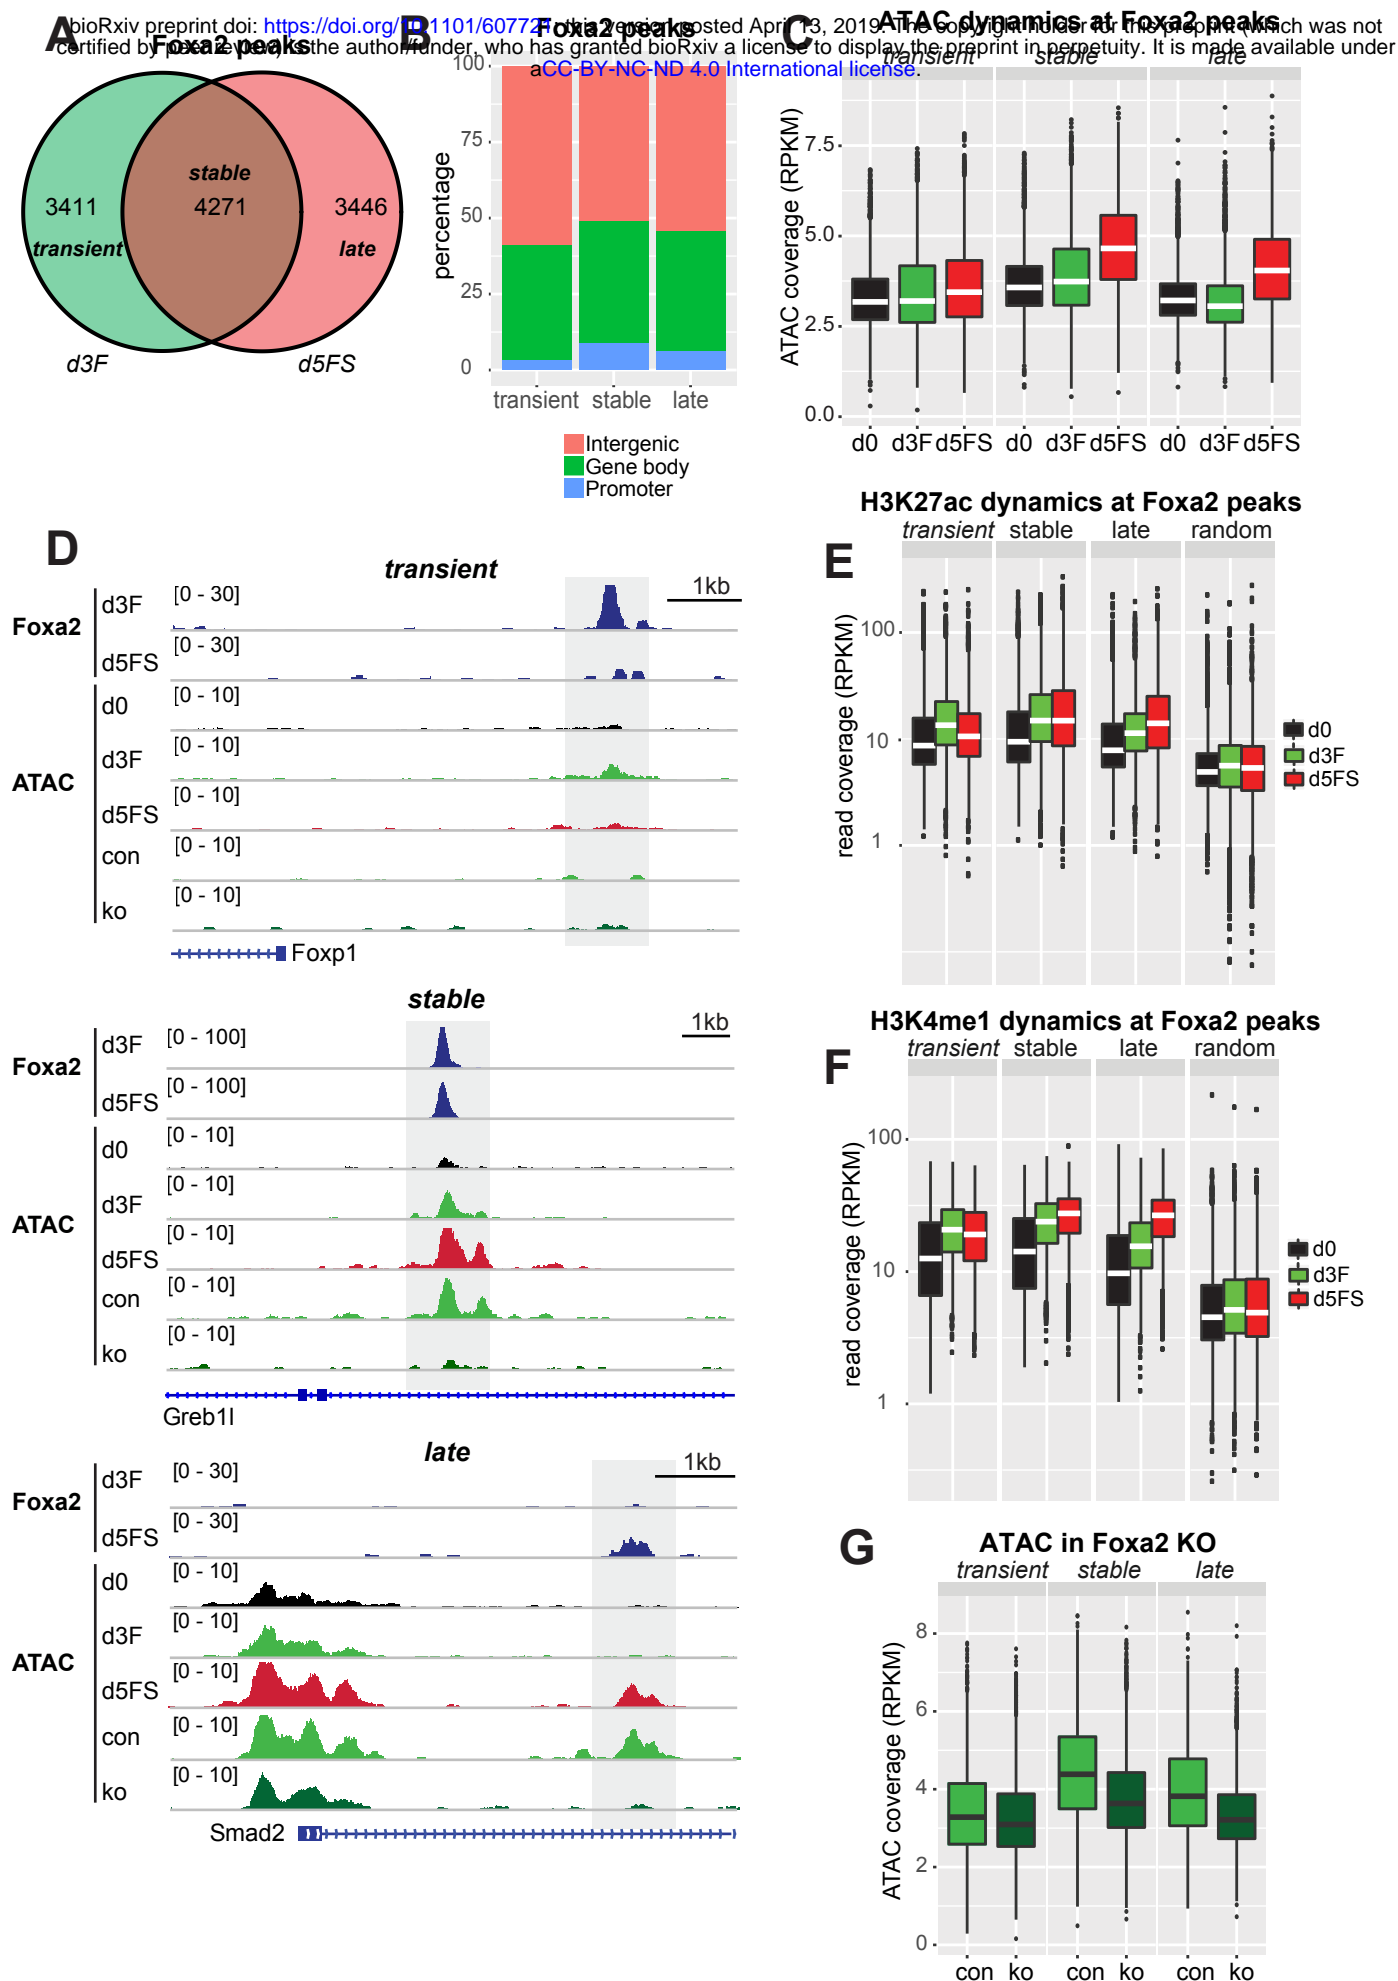 bioRxiv preprint doi: https://doi.org/10.1101/607721; this version posted April 3, 2019. The copyright holder for this preprint (which was not
certified by peer review) is the author/funder, who has granted bioRxiv a license to display the preprint in perpetuity. It is made available under
aCC-BY-NC-ND 4.0 International license.
A
Foxa2 peaks
stable
3411
4271
3446
transient
late
d3F
d5FS
B
Foxa2 peaks
percentage
100
75
50
25
0
transient stable late
Intergenic
Gene body
Promoter
C
ATAC dynamics at Foxa2 peaks
transient stable late
ATAC coverage (RPKM)
7.5
5.0
2.5
0.0
d0 d3F d5FS d0 d3F d5FS d0 d3F d5FS
D
transient
1kb
Foxa2
d3F [0 - 30]
d5FS [0 - 30]
ATAC
d0 [0 - 10]
d3F [0 - 10]
d5FS [0 - 10]
con [0 - 10]
ko [0 - 10]
Foxp1
stable
1kb
Foxa2
d3F [0 - 100]
d5FS [0 - 100]
ATAC
d0 [0 - 10]
d3F [0 - 10]
d5FS [0 - 10]
con [0 - 10]
ko [0 - 10]
Greb1l
late
1kb
Foxa2
d3F [0 - 30]
d5FS [0 - 30]
ATAC
d0 [0 - 10]
d3F [0 - 10]
d5FS [0 - 10]
con [0 - 10]
ko [0 - 10]
Smad2
E
H3K27ac dynamics at Foxa2 peaks
transient stable late random
read coverage (RPKM)
100
10
1
d0
d3F
d5FS
F
H3K4me1 dynamics at Foxa2 peaks
transient stable late random
read coverage (RPKM)
100
10
1
d0
d3F
d5FS
G
ATAC in Foxa2 KO
transient stable late
ATAC coverage (RPKM)
8
6
4
2
0
con ko con ko con ko